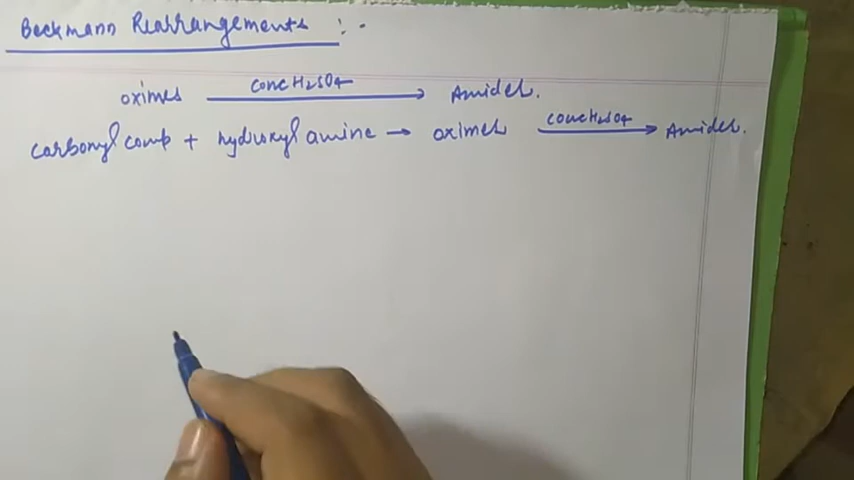 Beckmann Rearrangements :-
oximes conc H₂SO₄ → Amides.
carbonyl comp + hydroxyl amine → oximes conc H₂SO₄ → Amides.